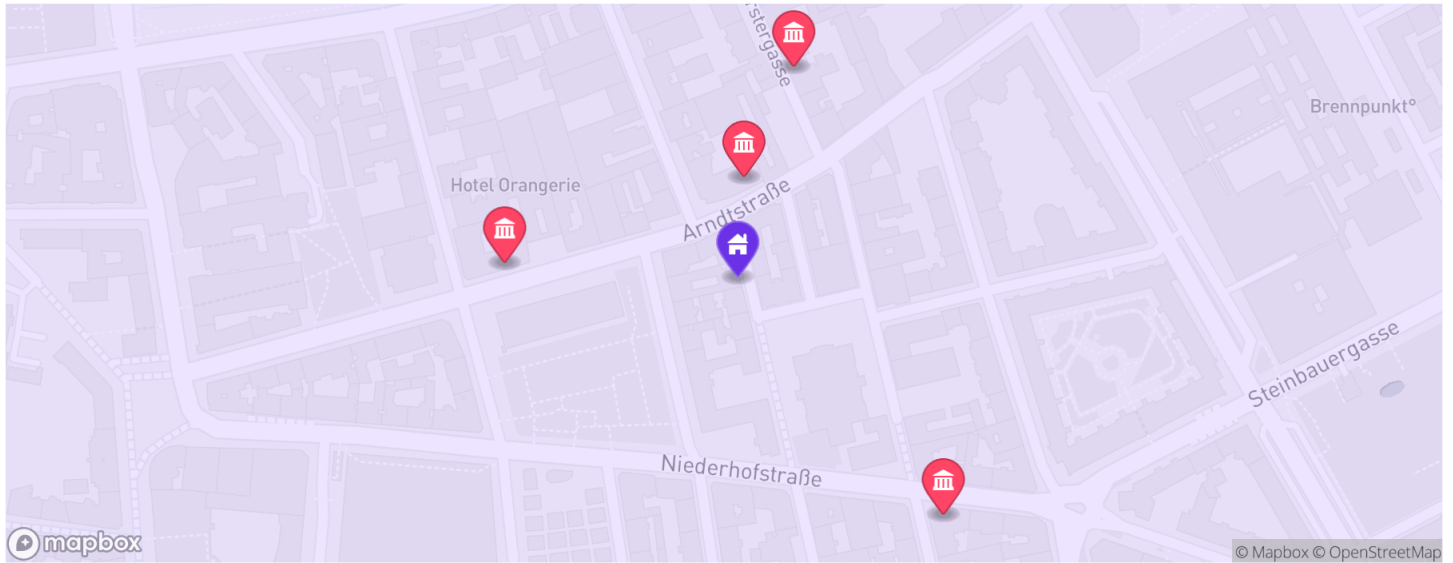 Brennpunkt°
Hotel Orangerie
Arndtstraße
Steinbauergasse
Niederhofstraße
mapbox
© Mapbox © OpenStreetMap